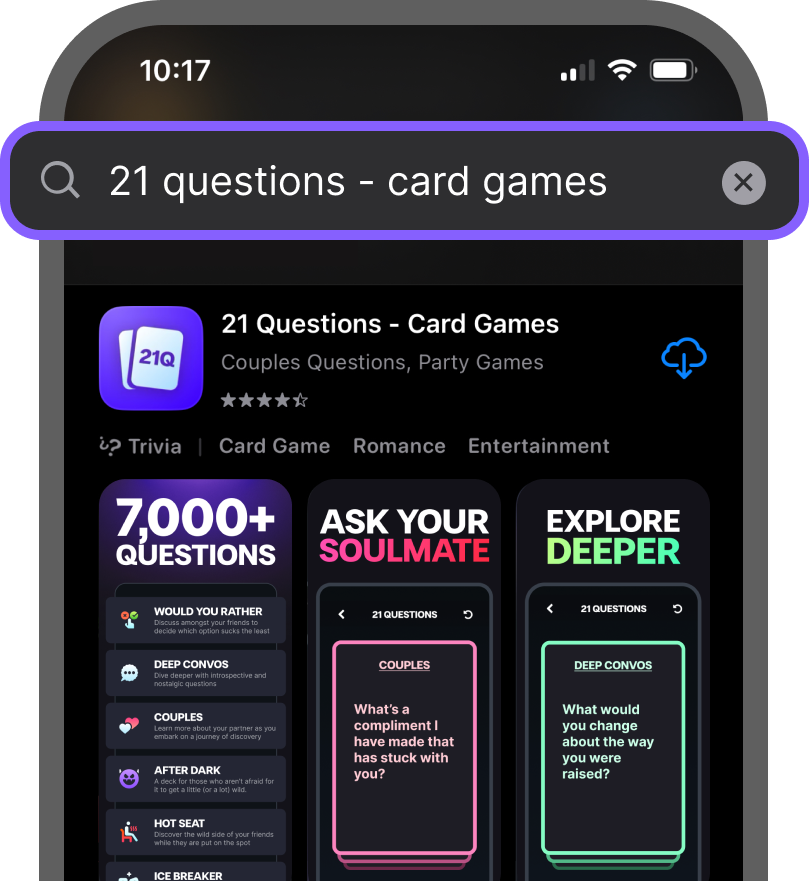 10:17
21 questions - card games
21Q
21 Questions - Card Games
Couples Questions, Party Games
Trivia | Card Game Romance Entertainment
7,000+
QUESTIONS
WOULD YOU RATHER
Discuss amongst your friends to
decide which option sucks the least
DEEP CONVOS
Dive deeper with introspective and
nostalgic questions
COUPLES
Learn more about your partner as you
embark on a journey of discovery
AFTER DARK
A deck for those who aren't afraid for
it to get a little (or a lot) wild.
HOT SEAT
Discover the wild side of your friends
while they are put on the spot
ICE BREAKER
ASK YOUR
SOULMATE
21 QUESTIONS
COUPLES
What's a
compliment I
have made that
has stuck with
you?
EXPLORE
DEEPER
21 QUESTIONS
DEEP CONVOS
What would
you change
about the way
you were
raised?